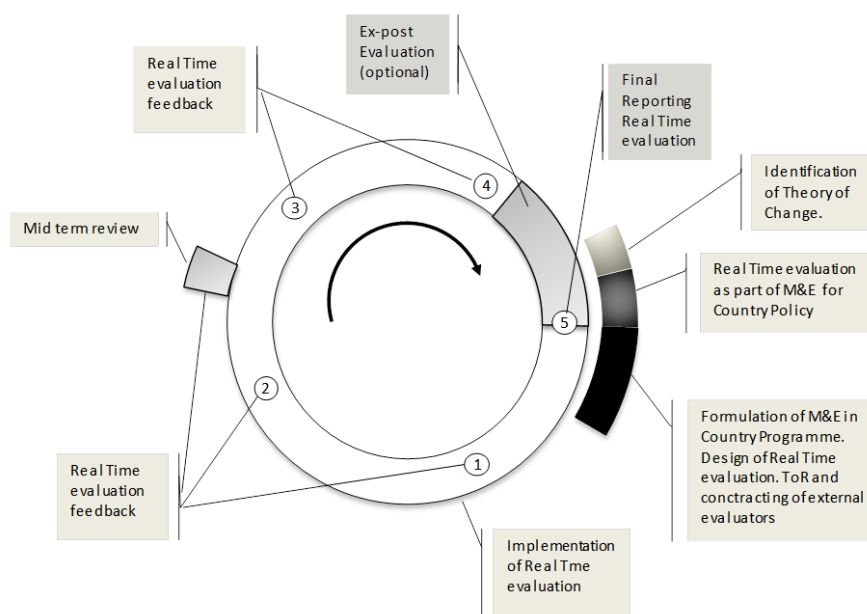 Ex-post
Evaluation
(optional)
Real Time
evaluation
feedback
Final
Reporting
Real Time
evaluation
Identification
of Theory of
Change.
Mid term review
Real Time evaluation
as part of M&E for
Country Policy
4
3
5
2
1
Formulation of M&E in
Country Programme.
Design of Real Time
evaluation. ToR and
conctracting of external
evaluators
Real Time
evaluation
feedback
Implementation
of Real Tme
evaluation